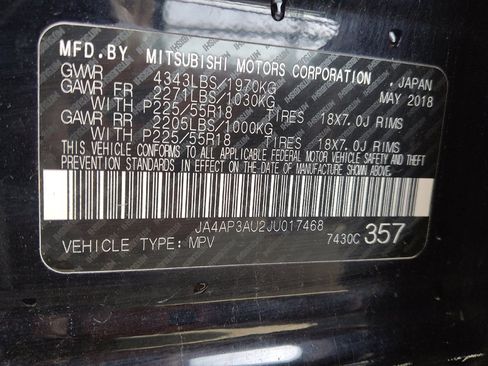 MFD. BY MITSUBISHI MOTORS CORPORATION , JAPAN
GVWR 4343LBS/1970KG MAY 2018
GAWR FR 2271LBS/1030KG
WITH P225/55R18 TIRES 18X7.0J RIMS
GAWR RR 2205LBS/1000KG
WITH P225/55R18 TIRES 18X7.0J RIMS
THIS VEHICLE CONFORMS TO ALL APPLICABLE FEDERAL MOTOR VEHICLE SAFETY AND THEFT
PREVENTION STANDARDS IN EFFECT ON THE DATE OF MANUFACTURE SHOWN ABOVE.
JA4AP3AU2JU017468
VEHICLE TYPE: MPV 7430C 357